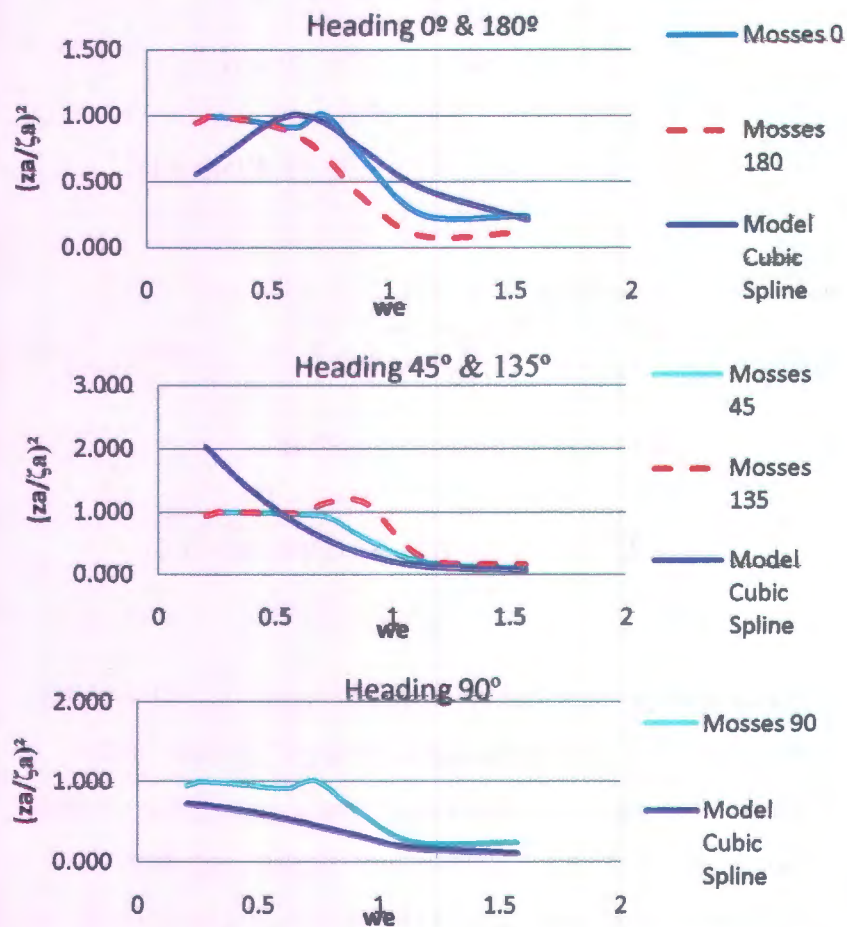 Heading 0º & 180º
(za/ζa)²
1.500
1.000
0.500
0.000
0
0.5
1
1.5
2
we
Mosses 0
Mosses
180
Model
Cubic
Spline
Heading 45° & 135°
(za/ζa)²
3.000
2.000
1.000
0.000
0
0.5
1
1.5
2
we
Mosses
45
Mosses
135
Model
Cubic
Spline
Heading 90°
(za/ζa)²
2.000
1.000
0.000
0
0.5
1
1.5
2
we
Mosses 90
Model
Cubic
Spline